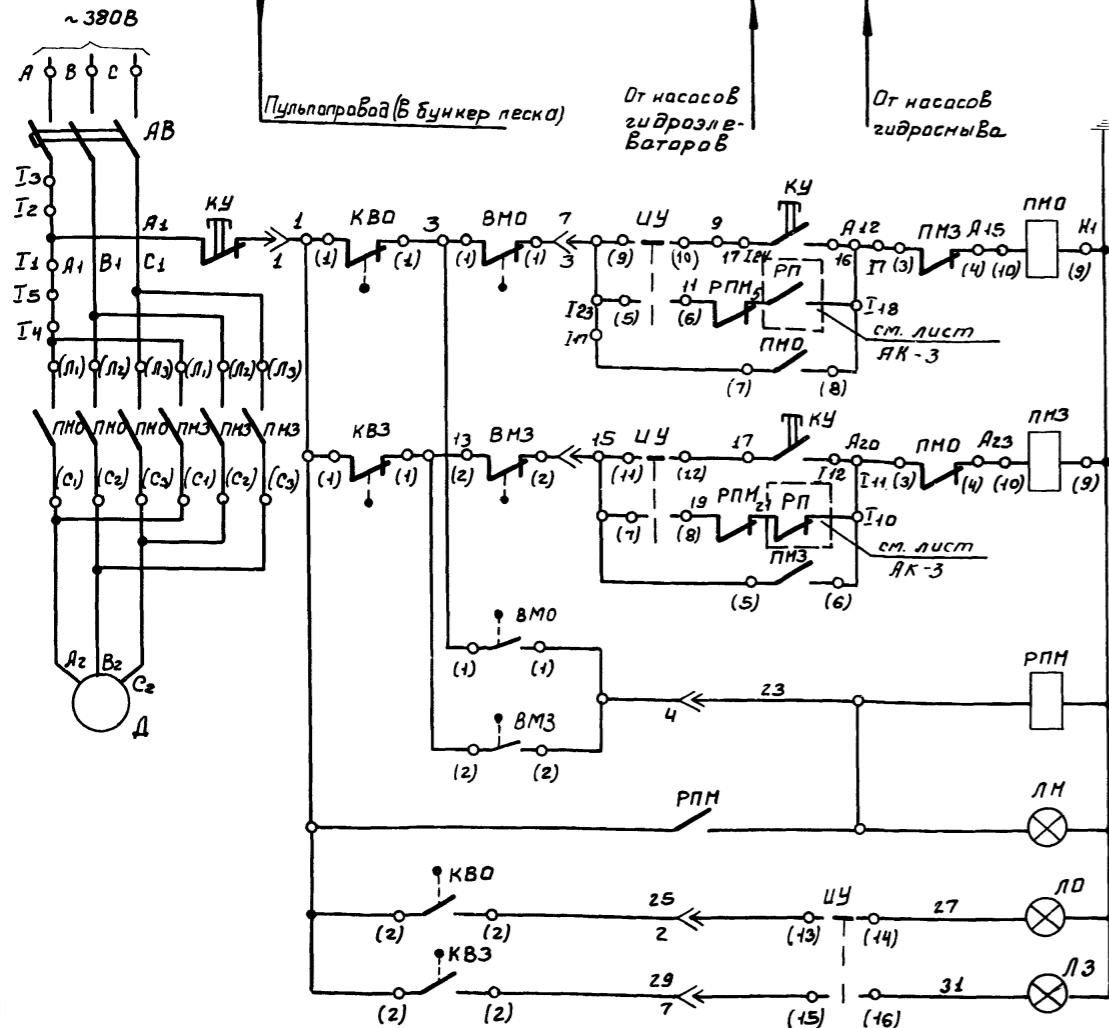 ~380В
А В С
АВ
Пульпопровод (В бункер песка)
От насосов
гидроэле-
ваторов
От насосов
гидросмыва
I3
I2
I1
I5
I4
А1
В1
С1
А1
КУ
1
1
(1)
КВО
(1)
3
(1)
ВМО
(1)
7
3
(9)
ИУ
(10)
9
17
I24
КУ
16
А12
I7
(3)
ПМЗ
(4)
А15
(10)
ПМО
Н1
(9)
I23
(5)
11
(6)
РПМ
5
РП
I18
см. лист
АК-3
I17
(7)
ПМО
(8)
(Л1) (Л2) (Л3) (Л1) (Л2) (Л3)
ПМО ПМО ПМО ПМЗ ПМЗ ПМЗ
(С1) (С2) (С3) (С1) (С2) (С3)
А2 В2 С2
Д
(1)
КВЗ
(1)
13
(2)
ВМЗ
(2)
15
(11)
ИУ
(12)
17
КУ
I12
А20
I11
(3)
ПМО
(4)
А23
(10)
ПМЗ
(9)
(7)
19
(8)
РПМ
21
РП
I10
см. лист
АК-3
(5)
ПМЗ
(6)
(1)
ВМО
(1)
(2)
ВМЗ
(2)
4
23
РПМ
РПМ
ЛМ
(2)
КВО
(2)
25
2
(13)
ИУ
(14)
27
ЛО
(2)
КВЗ
(2)
29
7
(15)
(16)
31
ЛЗ